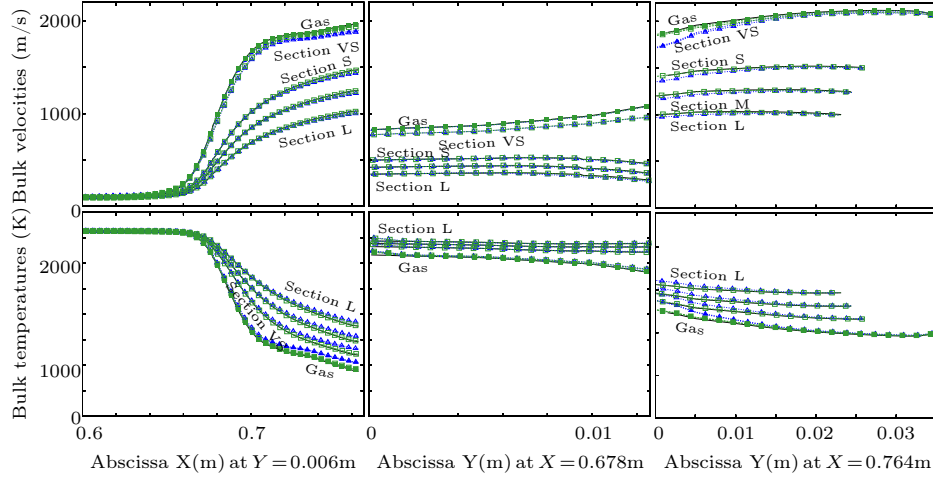 Bulk velocities (m/s)
2000
1000
0
Gas
Section VS
Section S
Section L
Gas
Section VS
Section S
Section L
Gas
Section VS
Section S
Section M
Section L
Bulk temperatures (K)
2000
1000
0
Section L
Section VS
Gas
Section L
Gas
Section L
Gas
0.6 0.7
0 0.01
0 0.01 0.02 0.03
Abscissa X(m) at Y = 0.006m
Abscissa Y(m) at X = 0.678m
Abscissa Y(m) at X = 0.764m